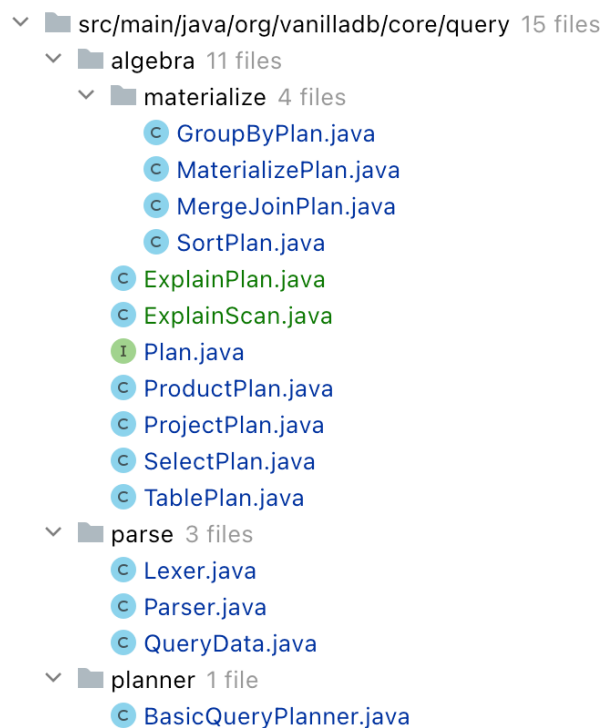 src/main/java/org/vanilladb/core/query 15 files
algebra 11 files
materialize 4 files
C GroupByPlan.java
C MaterializePlan.java
C MergeJoinPlan.java
C SortPlan.java
C ExplainPlan.java
C ExplainScan.java
I Plan.java
C ProductPlan.java
C ProjectPlan.java
C SelectPlan.java
C TablePlan.java
parse 3 files
C Lexer.java
C Parser.java
C QueryData.java
planner 1 file
C BasicQueryPlanner.java